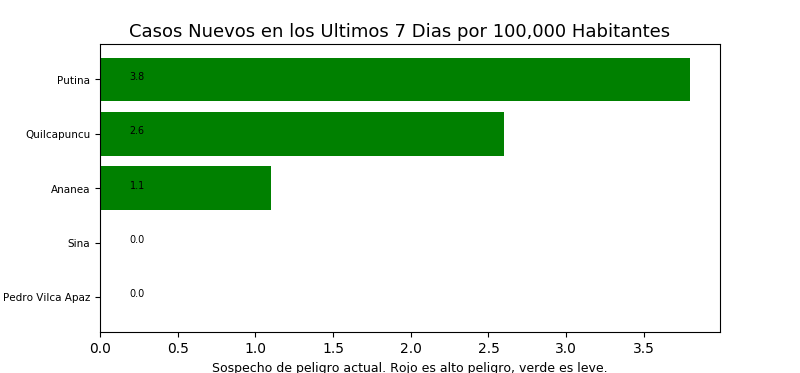 Casos Nuevos en los Ultimos 7 Dias por 100,000 Habitantes
Putina 3.8
Quilcapuncu 2.6
Ananea 1.1
Sina 0.0
Pedro Vilca Apaz 0.0
0.0 0.5 1.0 1.5 2.0 2.5 3.0 3.5
Sospecho de peligro actual. Rojo es alto peligro, verde es leve.